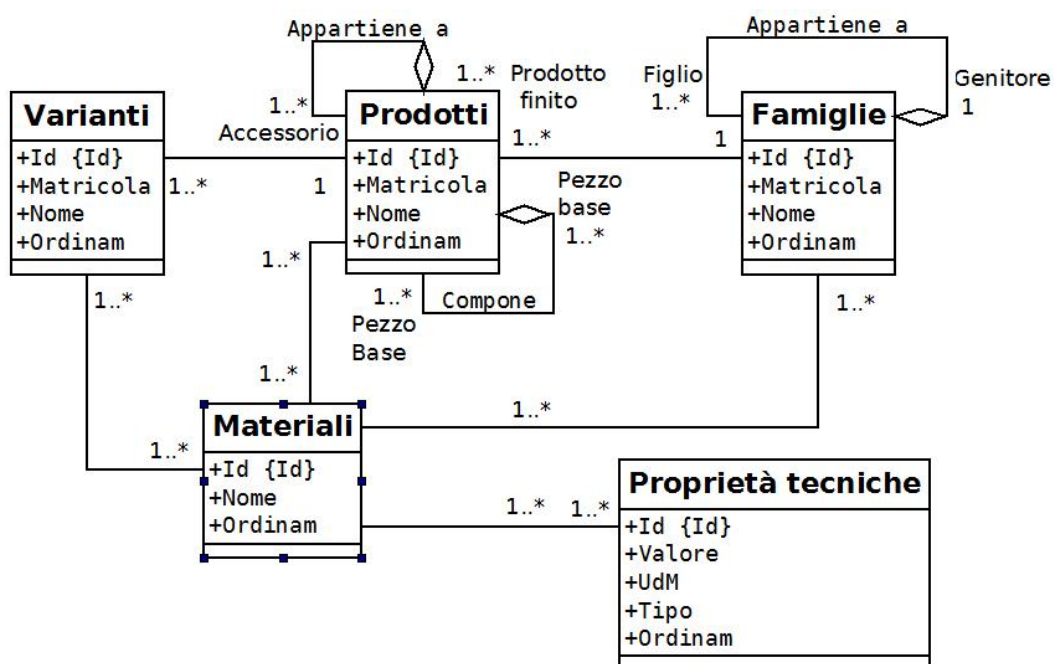 Appartiene a
1..*
Accessorio
1..*
Prodotto
finito
Appartiene a
Figlio
1..*
Genitore
1
Varianti
+Id {Id}
+Matricola
+Nome
+Ordinam
1..*
1
Prodotti
+Id {Id}
+Matricola
+Nome
+Ordinam
1..*
1
Famiglie
+Id {Id}
+Matricola
+Nome
+Ordinam
Pezzo
base
1..*
1..*
Pezzo
Base
Compone
1..*
1..*
1..*
1..*
1..*
1..*
Materiali
+Id {Id}
+Nome
+Ordinam
1..*
1..*
Proprietà tecniche
+Id {Id}
+Valore
+UdM
+Tipo
+Ordinam